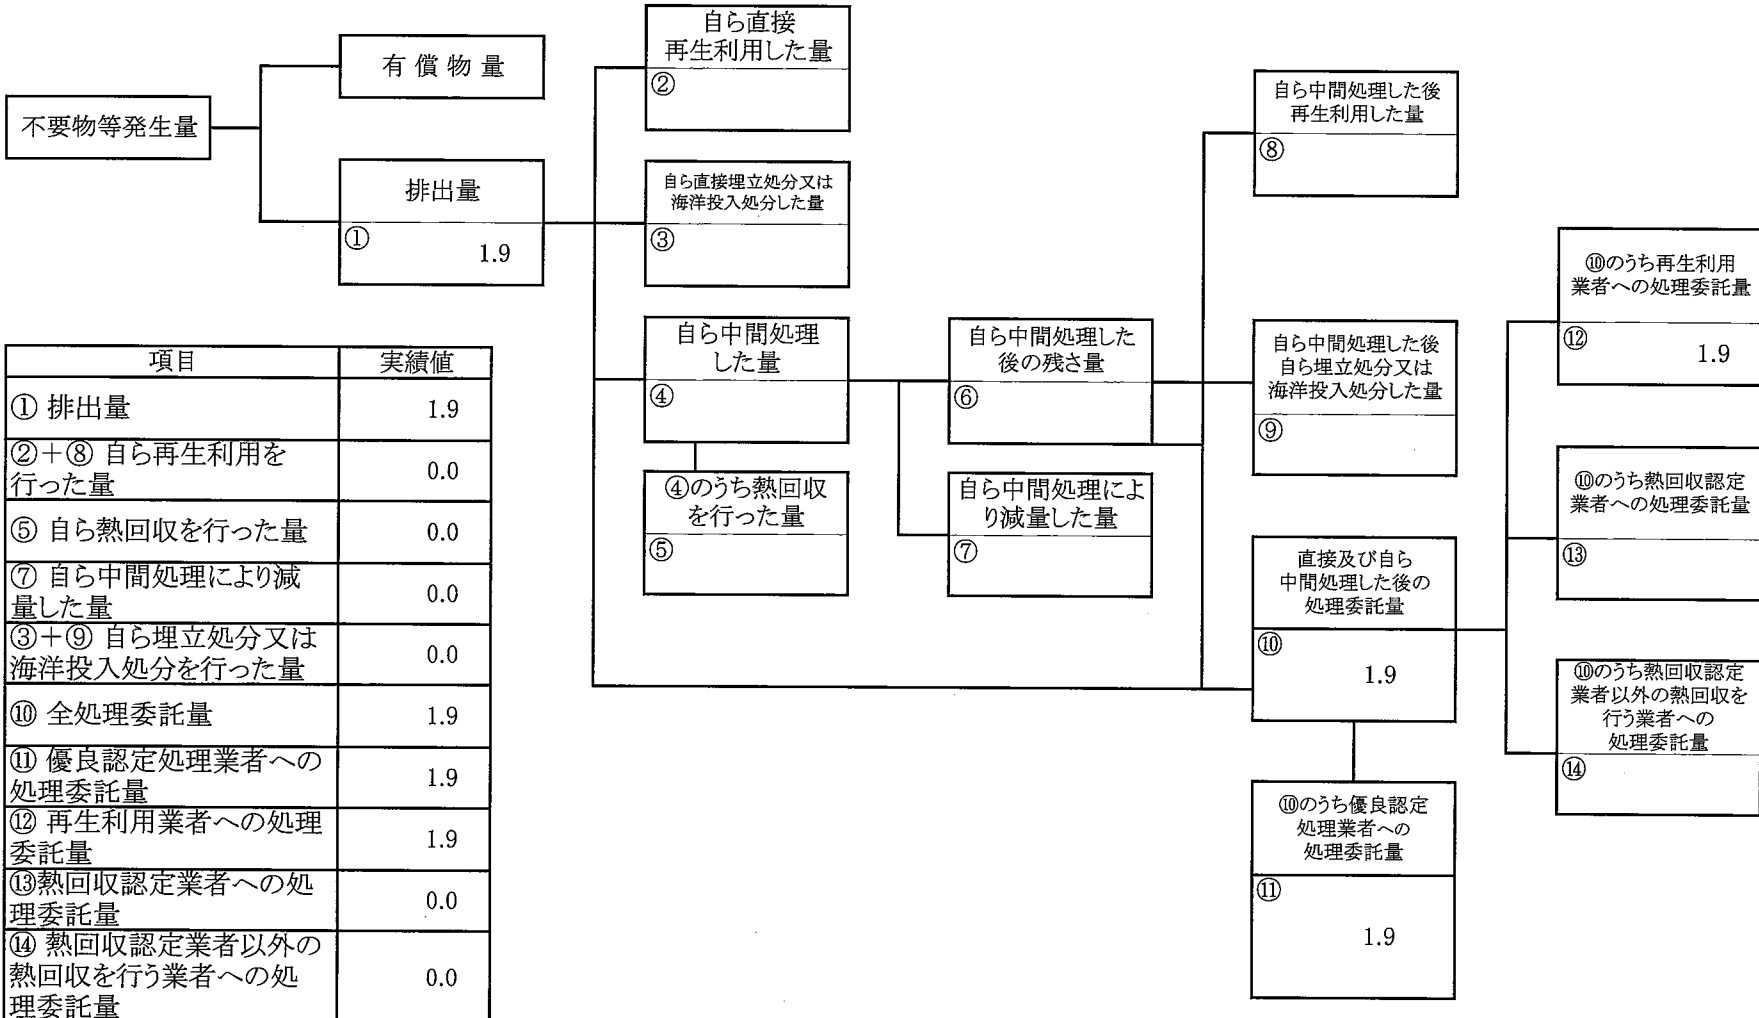 不要物等発生量
有償物量
排出量
①
1.9
自ら直接
再生利用した量
②
自ら直接埋立処分又は
海洋投入処分した量
③
自ら中間処理
した量
④
④のうち熱回収
を行った量
⑤
自ら中間処理した
後の残さ量
⑥
自ら中間処理によ
り減量した量
⑦
自ら中間処理した後
再生利用した量
⑧
自ら中間処理した後
自ら埋立処分又は
海洋投入処分した量
⑨
直接及び自ら
中間処理した後の
処理委託量
⑩
1.9
⑩のうち優良認定
処理業者への
処理委託量
⑪
1.9
⑩のうち再生利用
業者への処理委託量
⑫
1.9
⑩のうち熱回収認定
業者への処理委託量
⑬
⑩のうち熱回収認定
業者以外の熱回収を
行う業者への
処理委託量
⑭
項目 実績値
① 排出量 1.9
②+⑧ 自ら再生利用を
行った量 0.0
⑤ 自ら熱回収を行った量 0.0
⑦ 自ら中間処理により減
量した量 0.0
③+⑨ 自ら埋立処分又は
海洋投入処分を行った量 0.0
⑩ 全処理委託量 1.9
⑪ 優良認定処理業者への
処理委託量 1.9
⑫ 再生利用業者への処理
委託量 1.9
⑬熱回収認定業者への処
理委託量 0.0
⑭ 熱回収認定業者以外の
熱回収を行う業者への処
理委託量 0.0